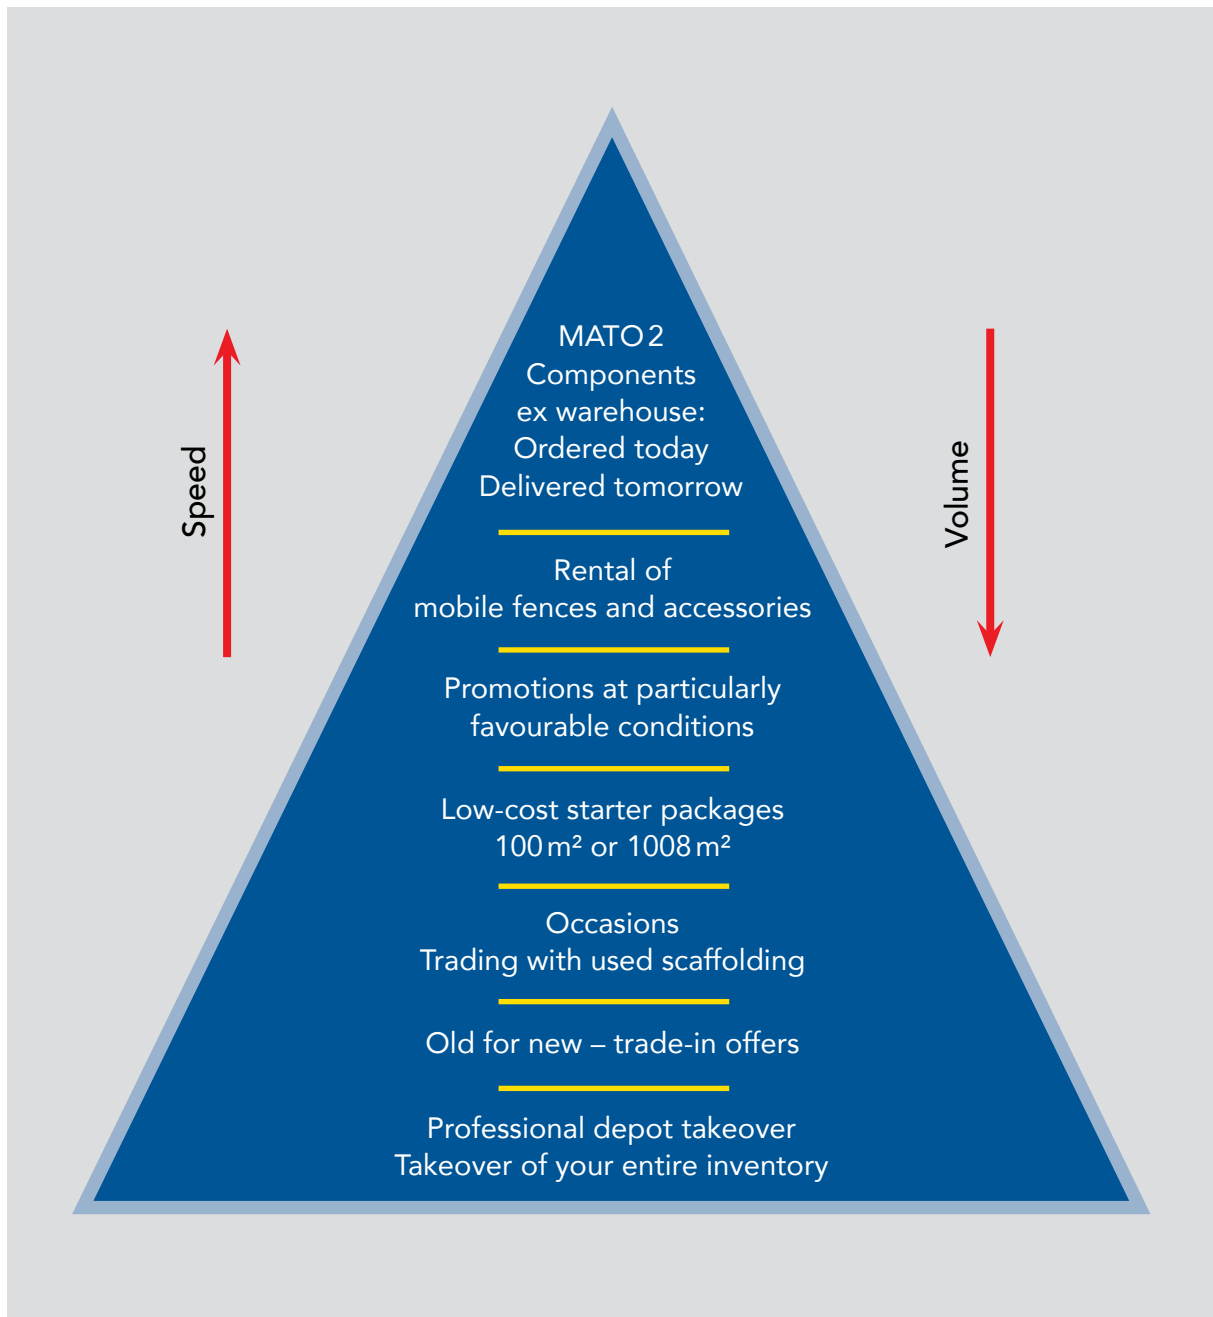 MATO 2
Components
ex warehouse:
Ordered today
Delivered tomorrow
Speed
Volume
Rental of
mobile fences and accessories
Promotions at particularly
favourable conditions
Low-cost starter packages
100 m² or 1008 m²
Occasions
Trading with used scaffolding
Old for new – trade-in offers
Professional depot takeover
Takeover of your entire inventory